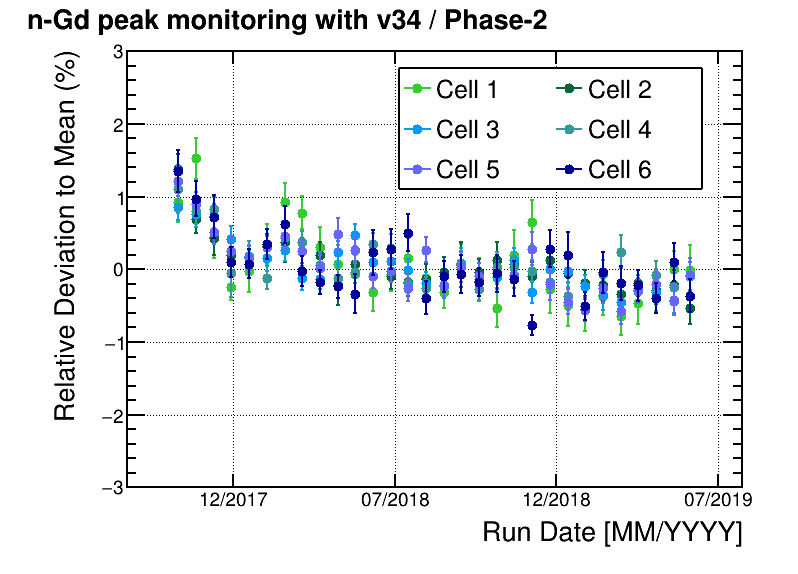 n-Gd peak monitoring with v34 / Phase-2
Relative Deviation to Mean (%)
3
2
1
0
−1
−2
−3
Cell 1
Cell 2
Cell 3
Cell 4
Cell 5
Cell 6
12/2017
07/2018
12/2018
07/2019
Run Date [MM/YYYY]